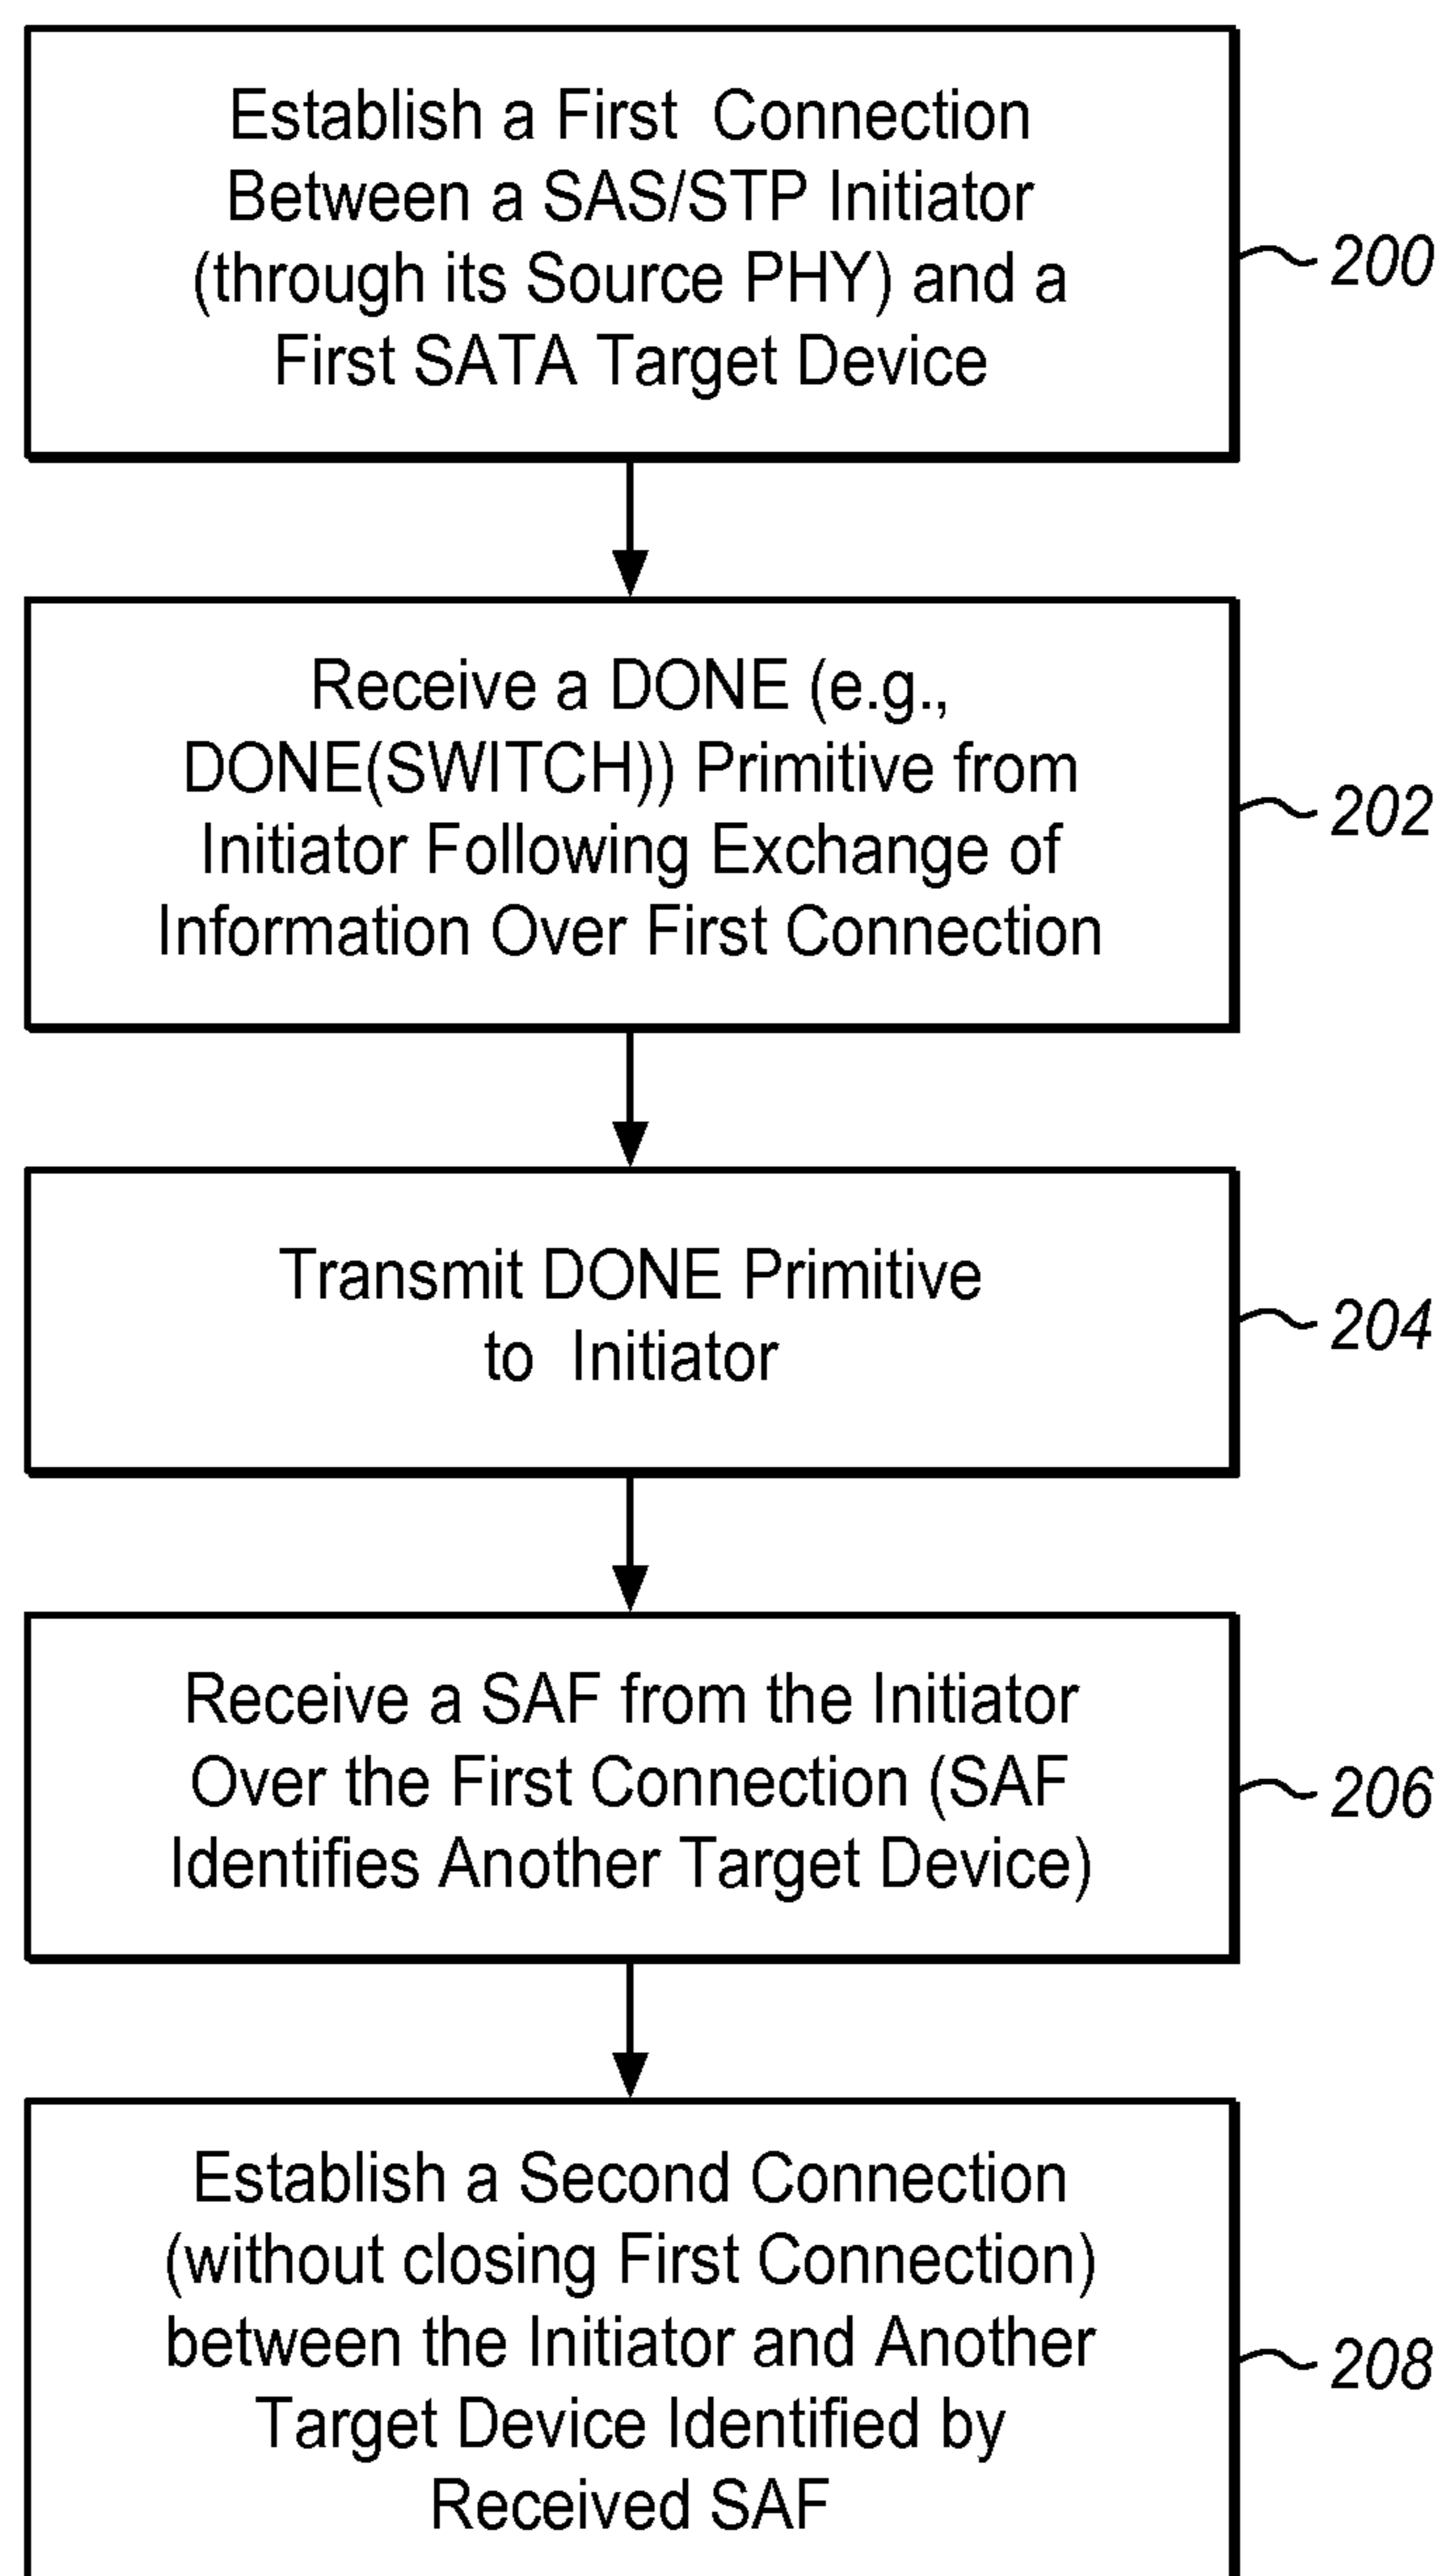 Establish a First Connection
Between a SAS/STP Initiator
(through its Source PHY) and a
First SATA Target Device
200
Receive a DONE (e.g.,
DONE(SWITCH)) Primitive from
Initiator Following Exchange of
Information Over First Connection
202
Transmit DONE Primitive
to Initiator
204
Receive a SAF from the Initiator
Over the First Connection (SAF
Identifies Another Target Device)
206
Establish a Second Connection
(without closing First Connection)
between the Initiator and Another
Target Device Identified by
Received SAF
208